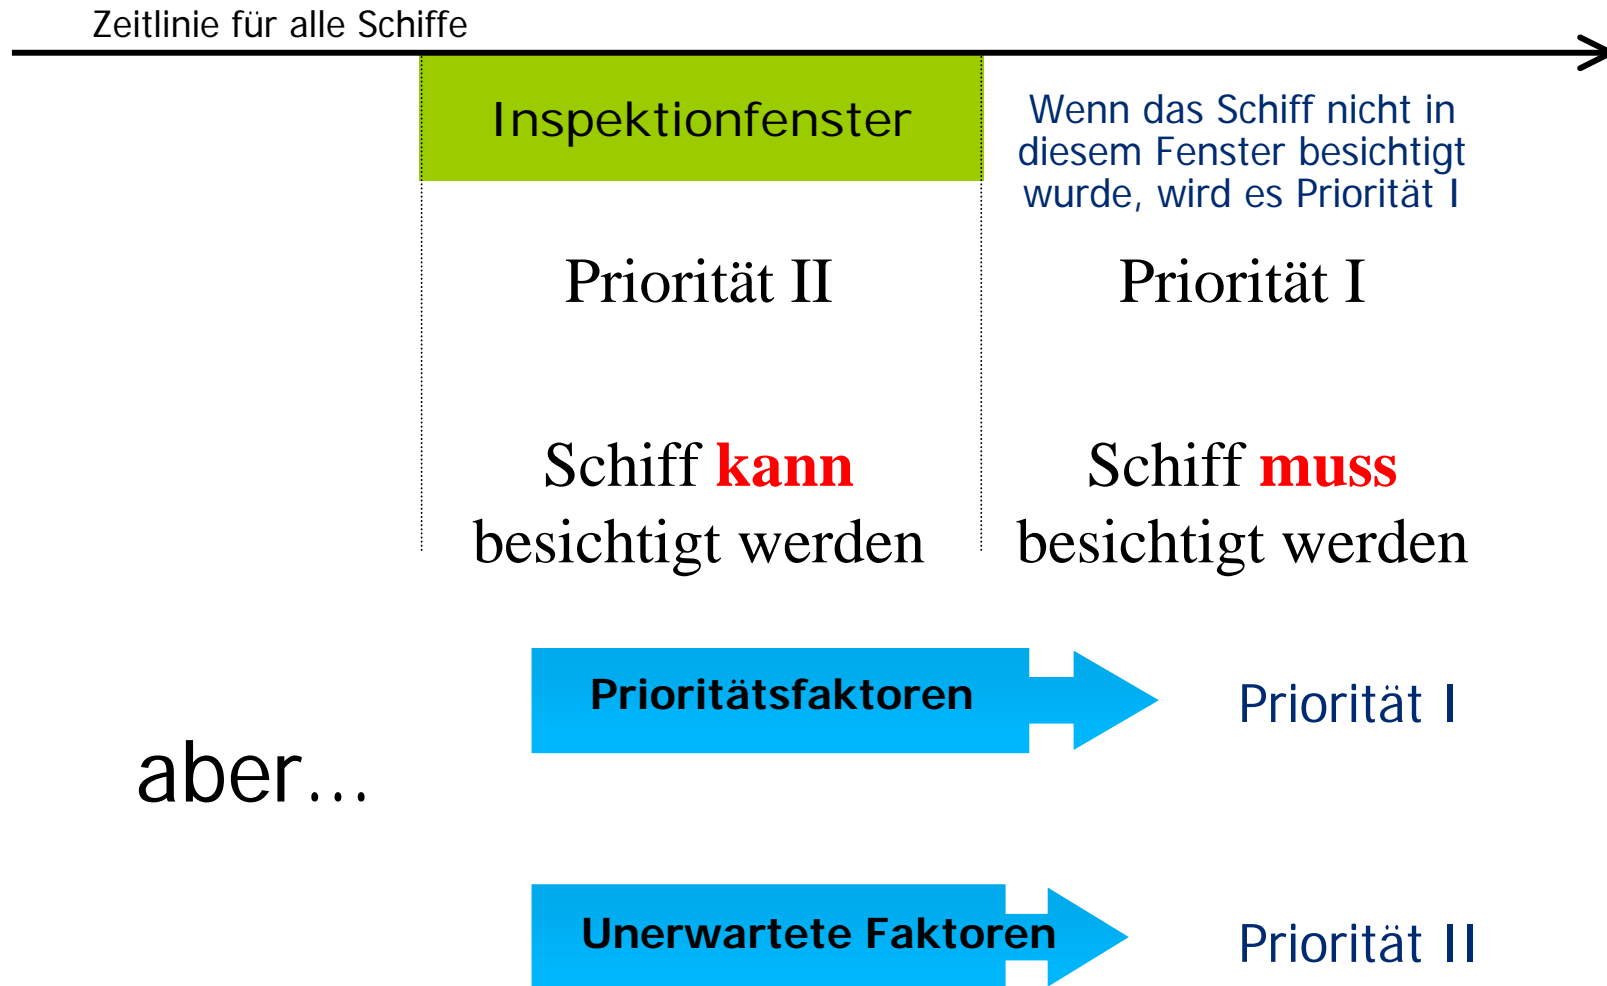 Zeitlinie für alle Schiffe
Inspektionfenster
Wenn das Schiff nicht in
diesem Fenster besichtigt
wurde, wird es Priorität I
Priorität II
Priorität I
Schiff kann
besichtigt werden
Schiff muss
besichtigt werden
Prioritätsfaktoren
Priorität I
aber...
Unerwartete Faktoren
Priorität II